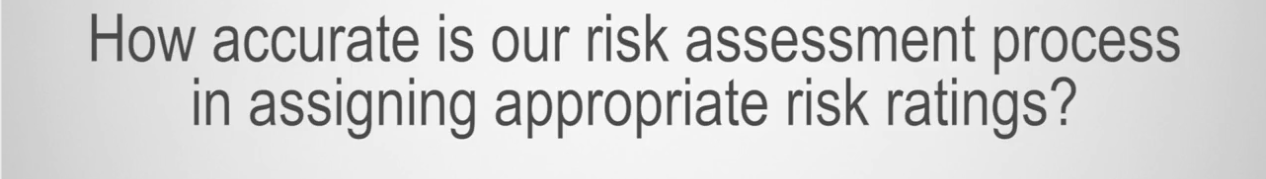 How accurate is our risk assessment process
in assigning appropriate risk ratings?